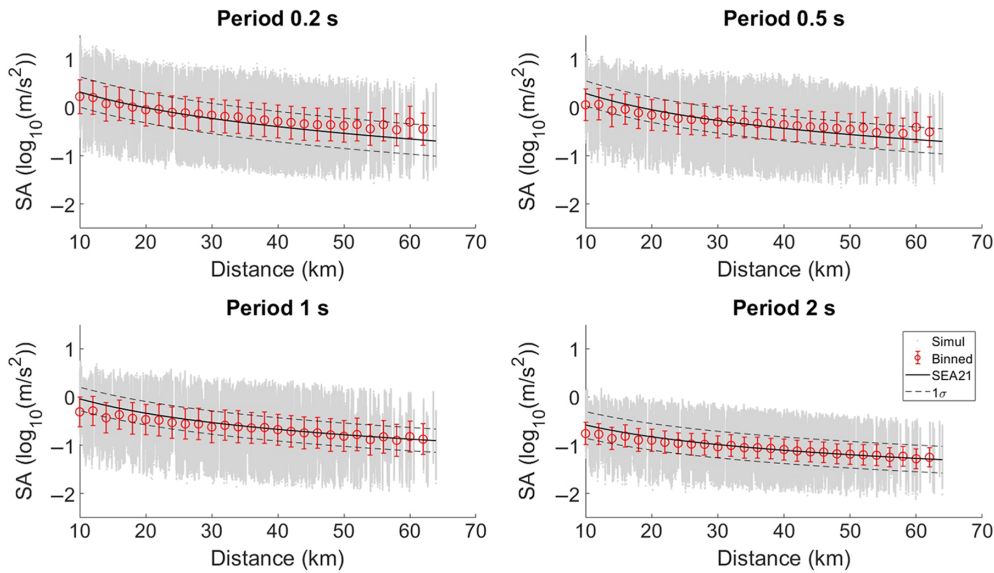 Period 0.2 s
SA (log10(m/s2))
1
0
–1
–2
10 20 30 40 50 60 70
Distance (km)
Period 0.5 s
SA (log10(m/s2))
1
0
–1
–2
10 20 30 40 50 60 70
Distance (km)
Period 1 s
SA (log10(m/s2))
1
0
–1
–2
10 20 30 40 50 60 70
Distance (km)
Period 2 s
SA (log10(m/s2))
1
0
–1
–2
10 20 30 40 50 60 70
Distance (km)
Simul
Binned
SEA21
1σ